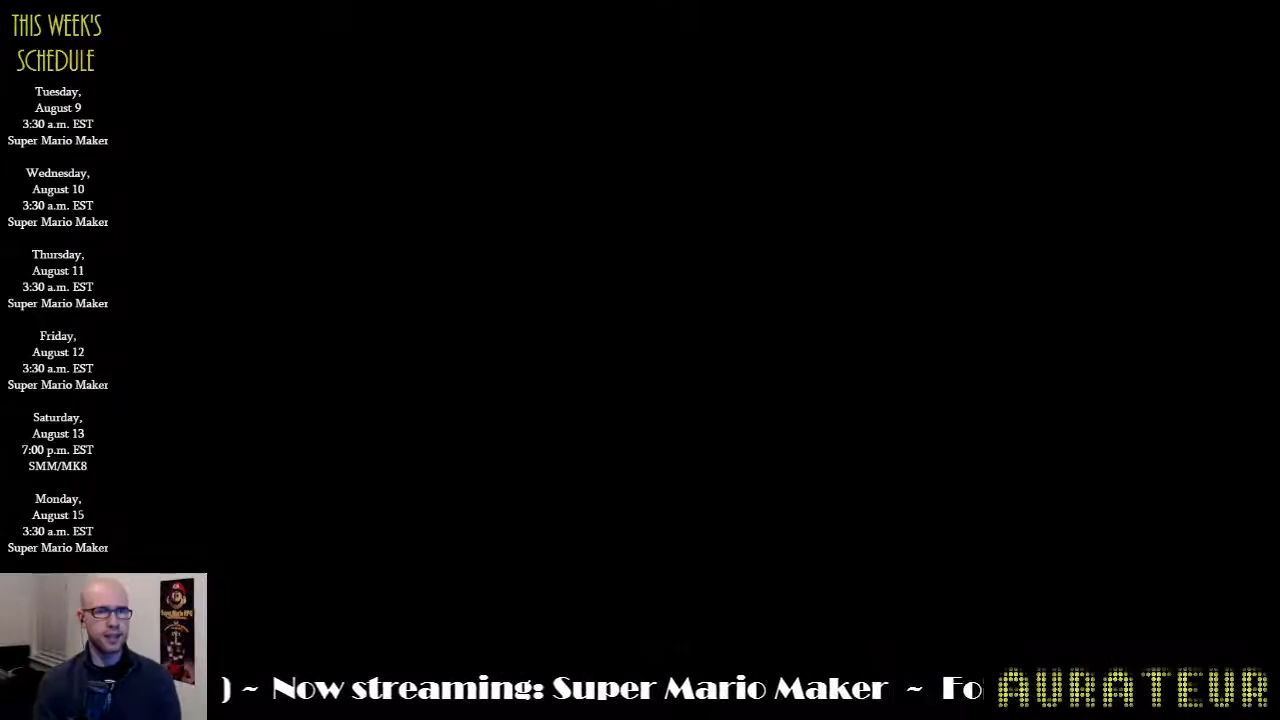 THIS WEEK'S
SCHEDULE
Tuesday,
August 9
3:30 a.m. EST
Super Mario Maker
Wednesday,
August 10
3:30 a.m. EST
Super Mario Maker
Thursday,
August 11
3:30 a.m. EST
Super Mario Maker
Friday,
August 12
3:30 a.m. EST
Super Mario Maker
Saturday,
August 13
7:00 p.m. EST
SMM/MK8
Monday,
August 15
3:30 a.m. EST
Super Mario Maker
Super Mario RPG
) ~ Now streaming: Super Mario Maker ~ Fo
AURATEUR